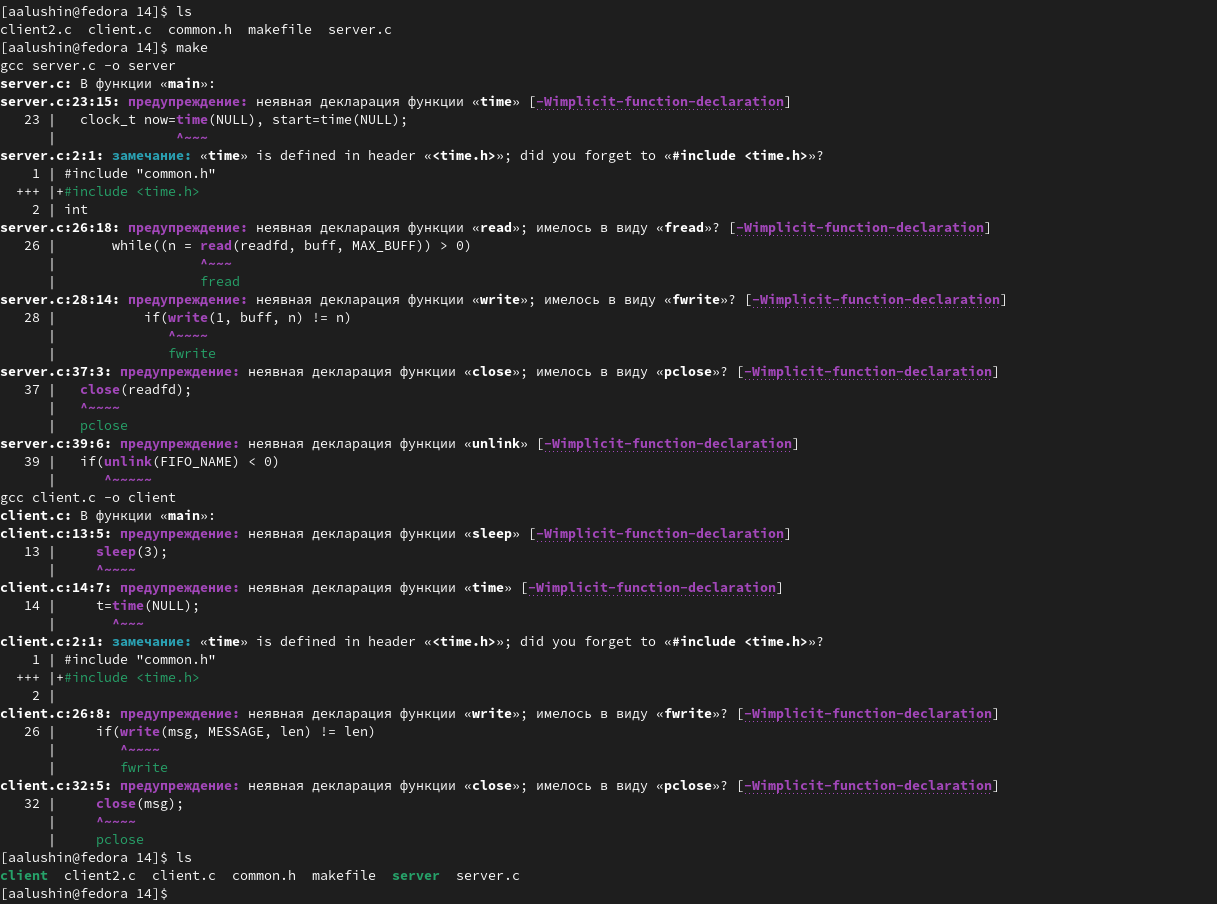 [aalushin@fedora 14]$ ls
client2.c  client.c  common.h  makefile  server.c
[aalushin@fedora 14]$ make
gcc server.c -o server
server.c: В функции «main»:
server.c:23:15: предупреждение: неявная декларация функции «time» [-Wimplicit-function-declaration]
   23 |   clock_t now=time(NULL), start=time(NULL);
      |               ^~~~
server.c:2:1: замечание: «time» is defined in header «<time.h>»; did you forget to «#include <time.h>»?
    1 | #include "common.h"
  +++ |+#include <time.h>
    2 | int
server.c:26:18: предупреждение: неявная декларация функции «read»; имелось в виду «fread»? [-Wimplicit-function-declaration]
   26 |       while((n = read(readfd, buff, MAX_BUFF)) > 0)
      |                  ^~~~
      |                  fread
server.c:28:14: предупреждение: неявная декларация функции «write»; имелось в виду «fwrite»? [-Wimplicit-function-declaration]
   28 |           if(write(1, buff, n) != n)
      |              ^~~~~
      |              fwrite
server.c:37:3: предупреждение: неявная декларация функции «close»; имелось в виду «pclose»? [-Wimplicit-function-declaration]
   37 |   close(readfd);
      |   ^~~~~
      |   pclose
server.c:39:6: предупреждение: неявная декларация функции «unlink» [-Wimplicit-function-declaration]
   39 |   if(unlink(FIFO_NAME) < 0)
      |      ^~~~~~
gcc client.c -o client
client.c: В функции «main»:
client.c:13:5: предупреждение: неявная декларация функции «sleep» [-Wimplicit-function-declaration]
   13 |     sleep(3);
      |     ^~~~~
client.c:14:7: предупреждение: неявная декларация функции «time» [-Wimplicit-function-declaration]
   14 |     t=time(NULL);
      |       ^~~~
client.c:2:1: замечание: «time» is defined in header «<time.h>»; did you forget to «#include <time.h>»?
    1 | #include "common.h"
  +++ |+#include <time.h>
    2 |
client.c:26:8: предупреждение: неявная декларация функции «write»; имелось в виду «fwrite»? [-Wimplicit-function-declaration]
   26 |     if(write(msg, MESSAGE, len) != len)
      |        ^~~~~
      |        fwrite
client.c:32:5: предупреждение: неявная декларация функции «close»; имелось в виду «pclose»? [-Wimplicit-function-declaration]
   32 |     close(msg);
      |     ^~~~~
      |     pclose
[aalushin@fedora 14]$ ls
client  client2.c  client.c  common.h  makefile  server  server.c
[aalushin@fedora 14]$